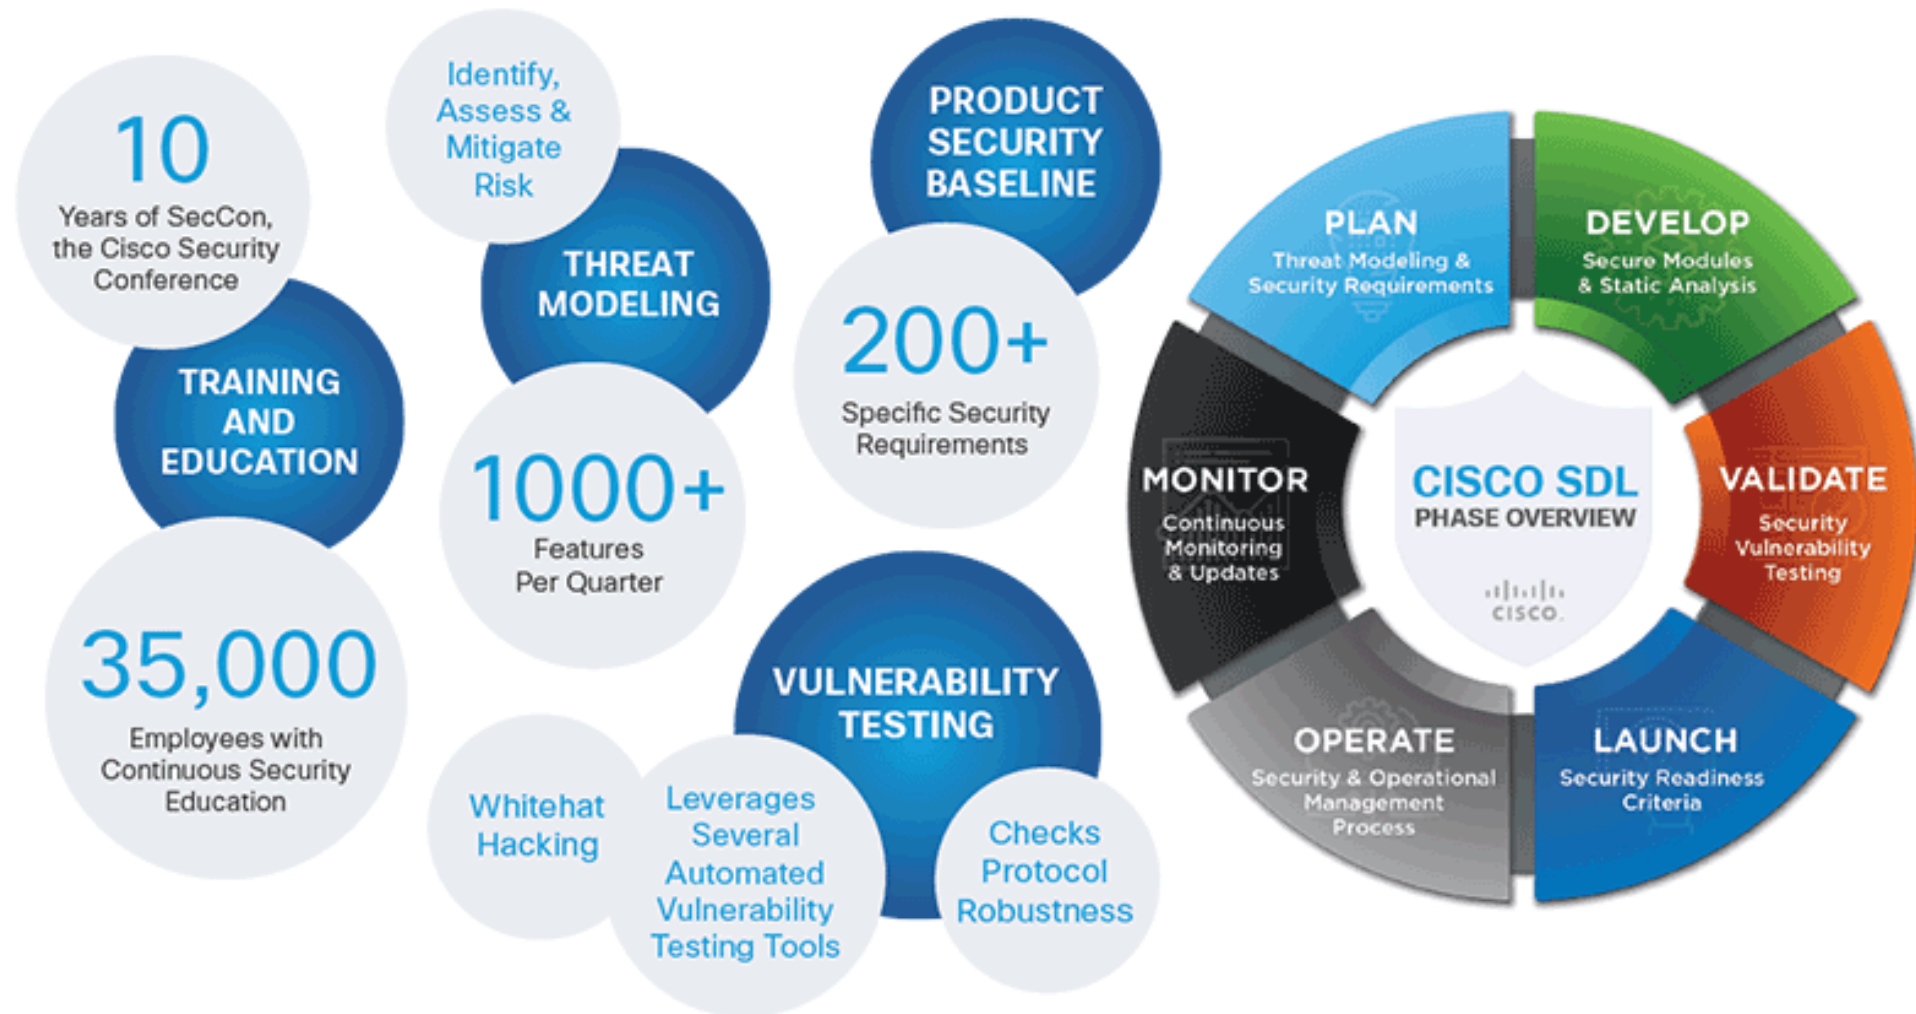 10
Years of SecCon,
the Cisco Security
Conference
TRAINING
AND
EDUCATION
35,000
Employees with
Continuous Security
Education
Identify,
Assess &
Mitigate
Risk
THREAT
MODELING
1000+
Features
Per Quarter
PRODUCT
SECURITY
BASELINE
200+
Specific Security
Requirements
VULNERABILITY
TESTING
Whitehat
Hacking
Leverages
Several
Automated
Vulnerability
Testing Tools
Checks
Protocol
Robustness
PLAN
Threat Modeling &
Security Requirements
DEVELOP
Secure Modules
& Static Analysis
VALIDATE
Security
Vulnerability
Testing
LAUNCH
Security Readiness
Criteria
OPERATE
Security & Operational
Management
Process
MONITOR
Continuous
Monitoring
& Updates
CISCO SDL
PHASE OVERVIEW
CISCO.